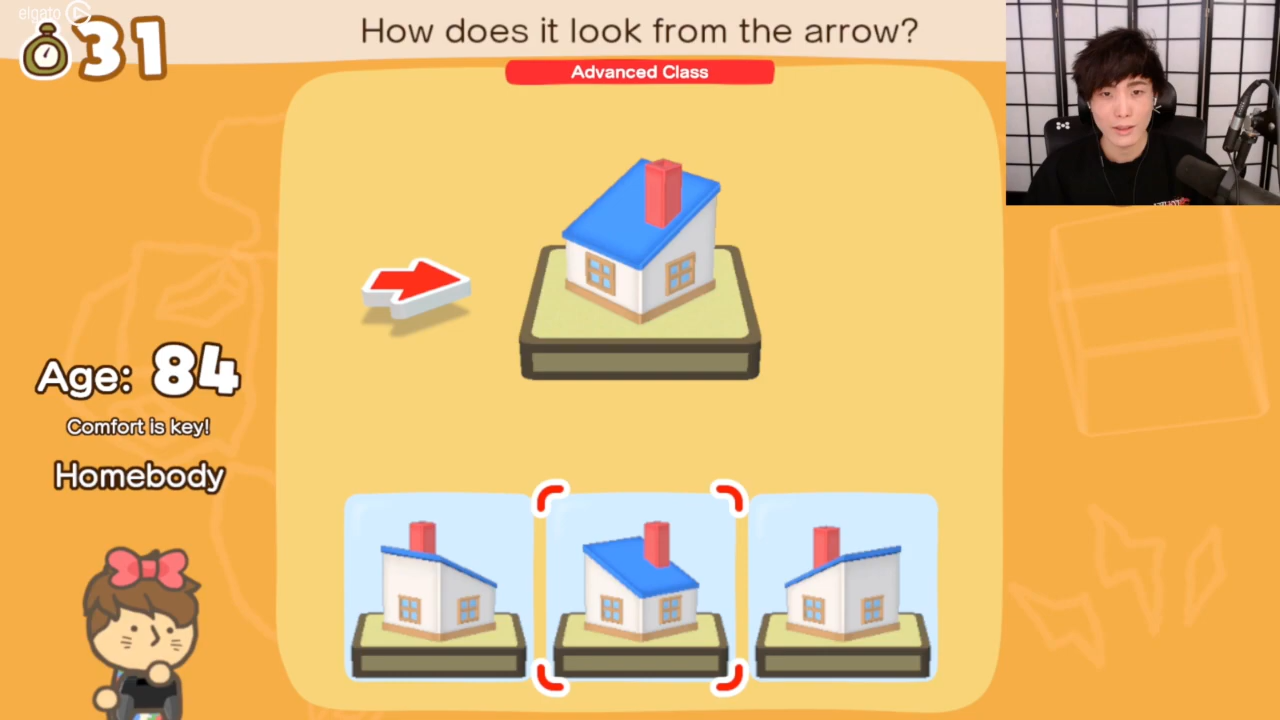 elgato
31
How does it look from the arrow?
Advanced Class
Age: 84
Comfort is key!
Homebody